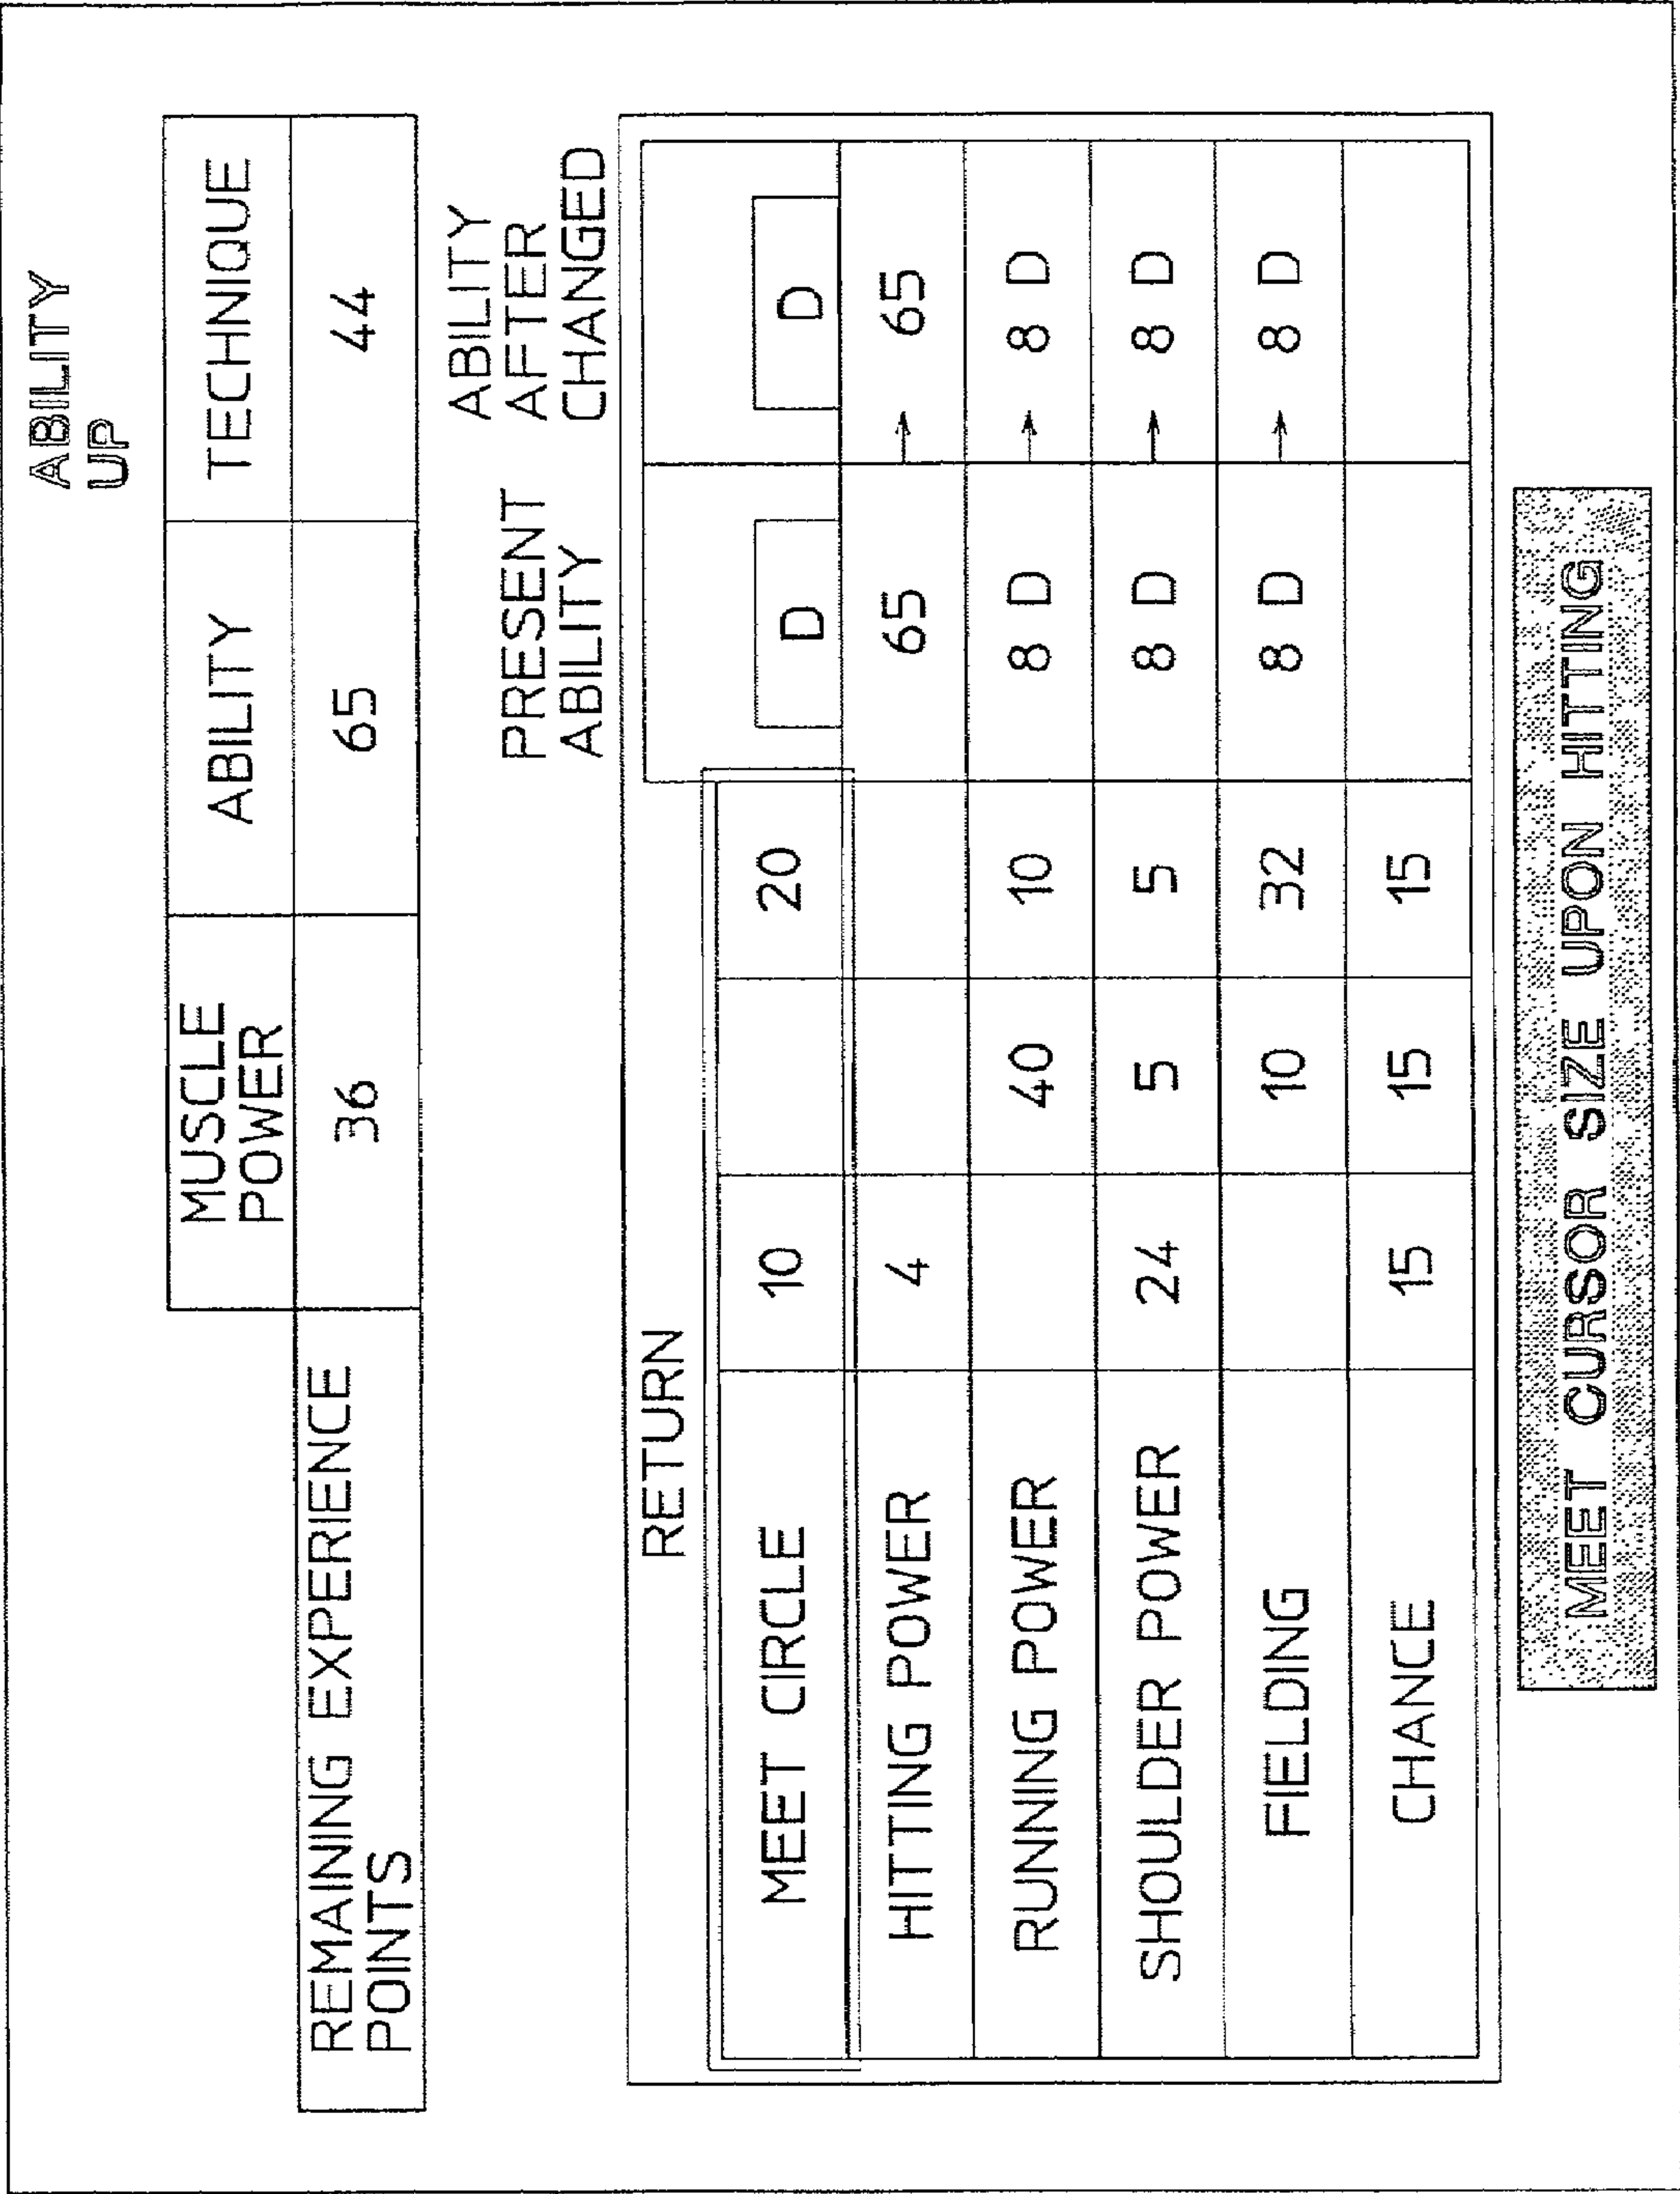 ABILITY
UP
MUSCLE
POWER
ABILITY
TECHNIQUE
REMAINING EXPERIENCE
POINTS
36
65
44
PRESENT
ABILITY
ABILITY
AFTER
CHANGED
RETURN
MEET CIRCLE 10 20 D D
HITTING POWER 4 65 → 65
RUNNING POWER 40 10 8 D → 8 D
SHOULDER POWER 24 5 5 8 D → 8 D
FIELDING 10 32 8 D → 8 D
CHANCE 15 15 15
MEET CURSOR SIZE UPON HITTING